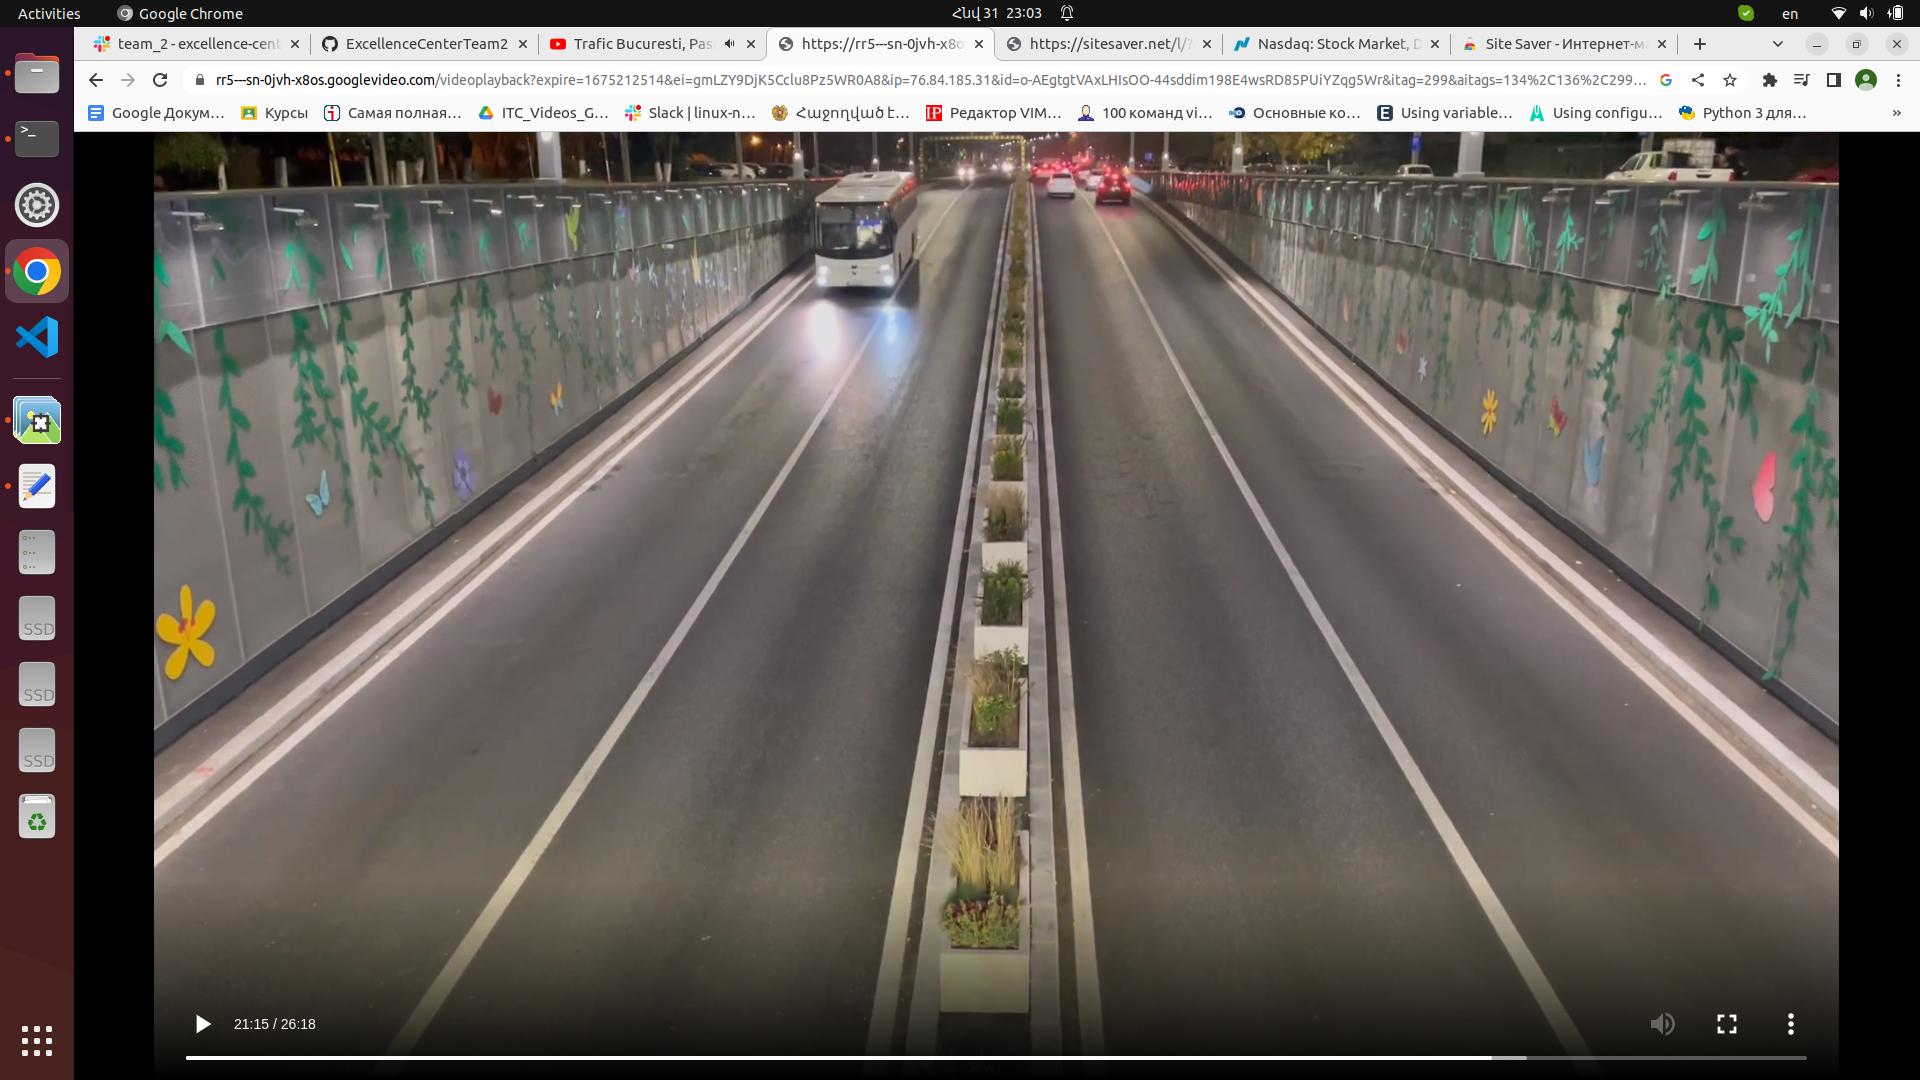 Activities
Google Chrome
Հնվ 31 23:03
en
team_2 - excellence-cent
ExcellenceCenterTeam2
Trafic Bucuresti, Pasa
https://rr5---sn-0jvh-x8o
https://sitesaver.net/l/?
Nasdaq: Stock Market, D
Site Saver - Интернет-ма
rr5---sn-0jvh-x8os.googlevideo.com/videoplayback?expire=1675212514&ei=gmLZY9DjK5Cclu8Pz5WR0A8&ip=76.84.185.31&id=o-AEgtgtVAxLHIsOO-44sddim198E4wsRD85PUiYZqg5Wr&itag=299&aitags=134%2C136%2C299...
Google Докум...
Курсы
Самая полная...
ITC_Videos_G...
Slack | linux-n...
Հաջողված է...
Редактор VIM...
100 команд vi...
Основные ко...
Using variable...
Using configu...
Python 3 для...
»
SSD
SSD
SSD
21:15 / 26:18